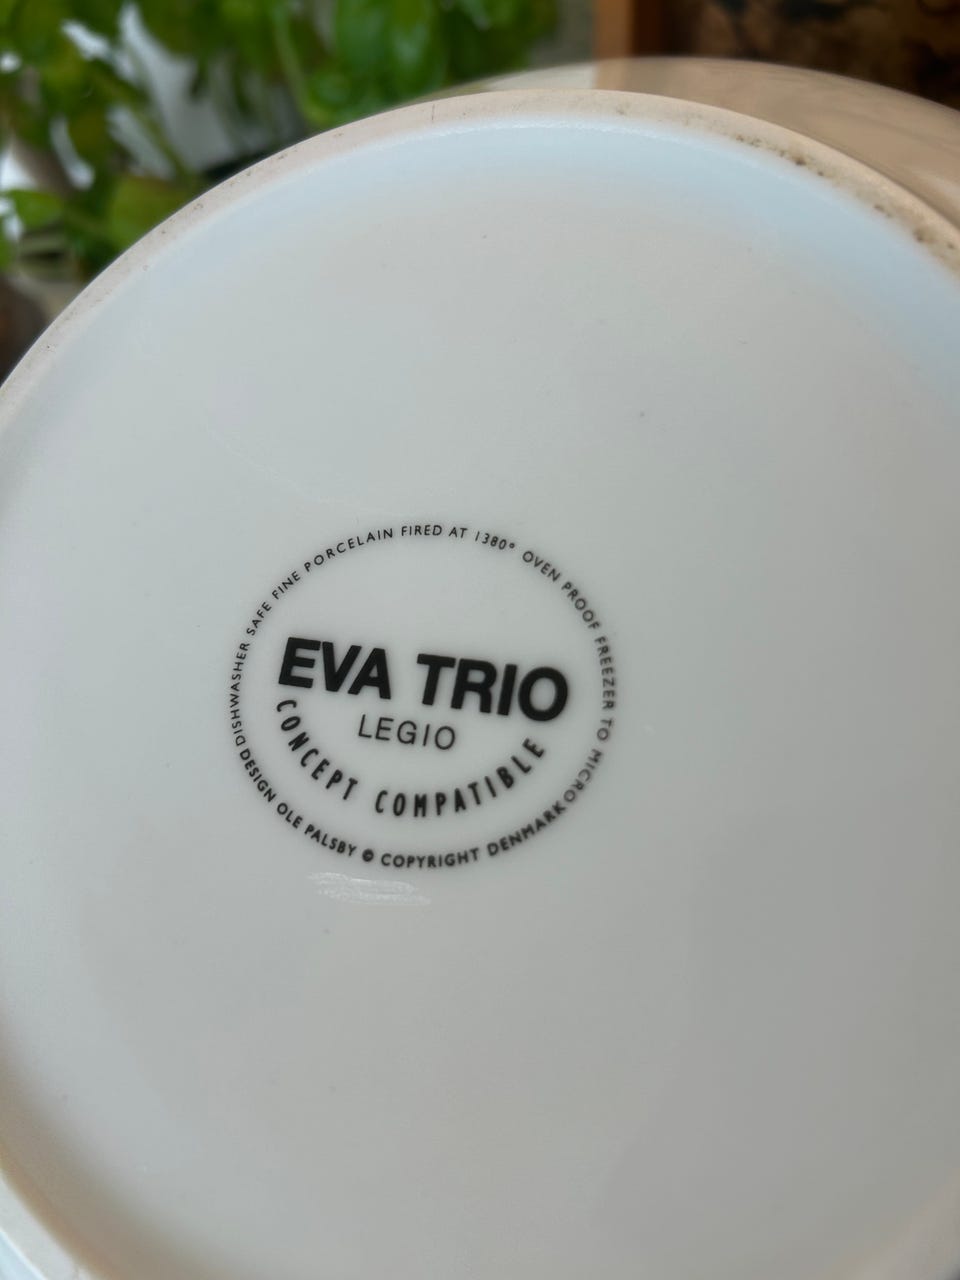 DISHWASHER SAFE FINE PORCELAIN FIRED AT 1380° OVEN PROOF FREEZER TO MICRO
EVA TRIO
LEGIO
CONCEPT COMPATIBLE
DESIGN OLE PALSBY © COPYRIGHT DENMARK